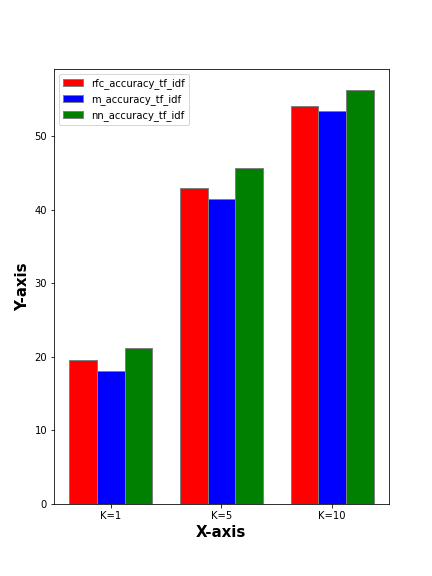 rfc_accuracy_tf_idf
m_accuracy_tf_idf
nn_accuracy_tf_idf
50
40
30
20
10
0
Y-axis
K=1 K=5 K=10
X-axis